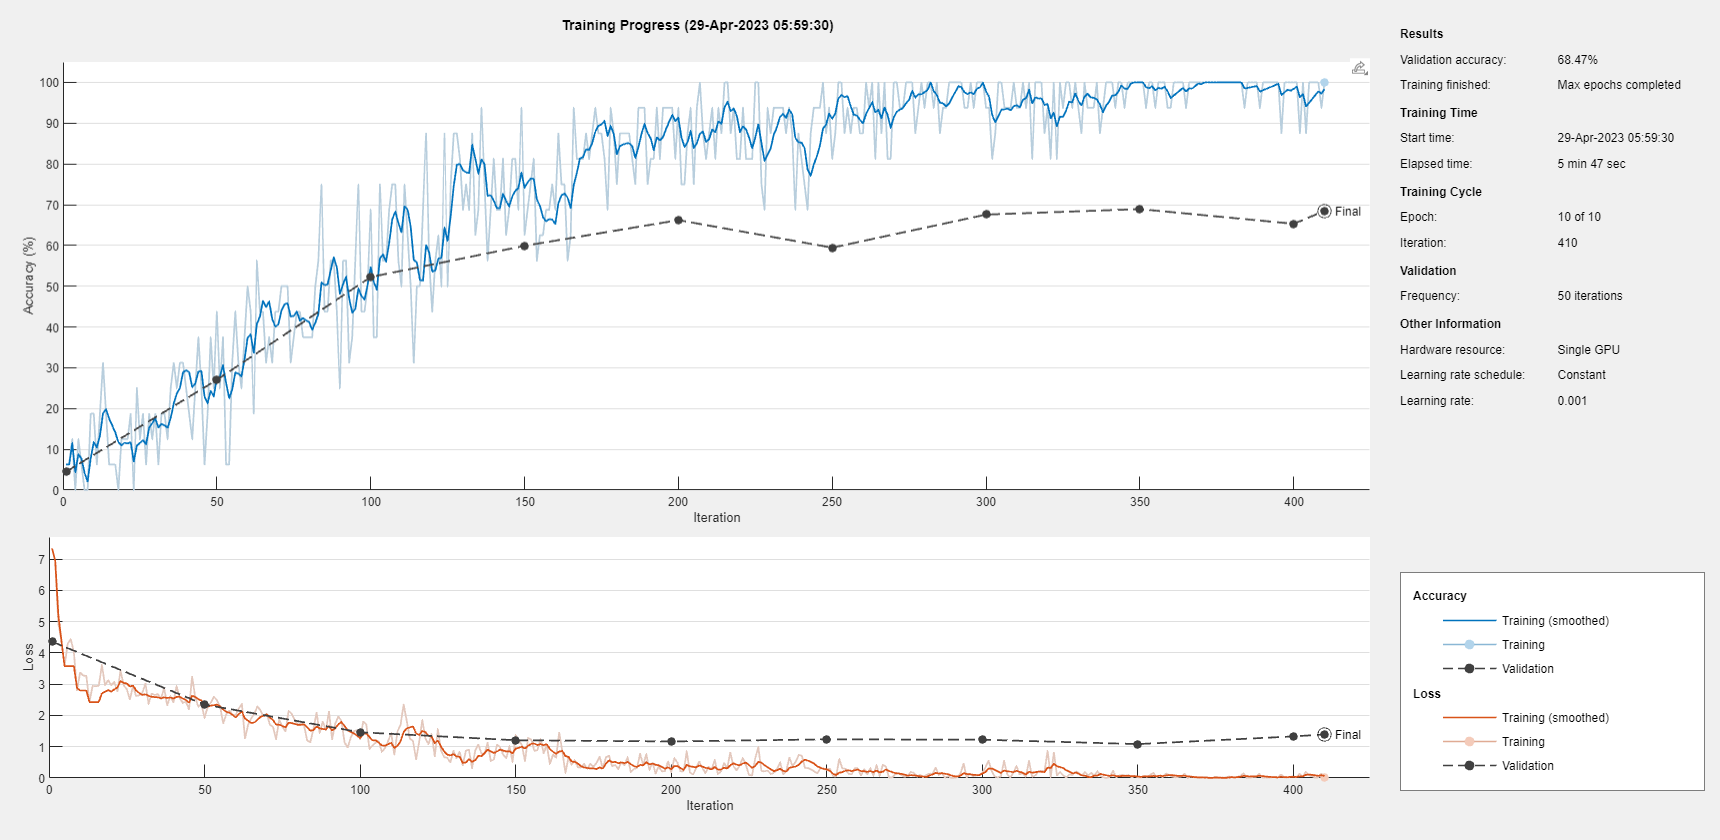 Training Progress (29-Apr-2023 05:59:30)
Accuracy (%)
100
90
80
70
60
50
40
30
20
10
0
Final
0 50 100 150 200 250 300 350 400
Iteration
Loss
7
6
5
4
3
2
1
0
Final
0 50 100 150 200 250 300 350 400
Iteration
Results
Validation accuracy: 68.47%
Training finished: Max epochs completed
Training Time
Start time: 29-Apr-2023 05:59:30
Elapsed time: 5 min 47 sec
Training Cycle
Epoch: 10 of 10
Iteration: 410
Validation
Frequency: 50 iterations
Other Information
Hardware resource: Single GPU
Learning rate schedule: Constant
Learning rate: 0.001
Accuracy
Training (smoothed)
Training
Validation
Loss
Training (smoothed)
Training
Validation